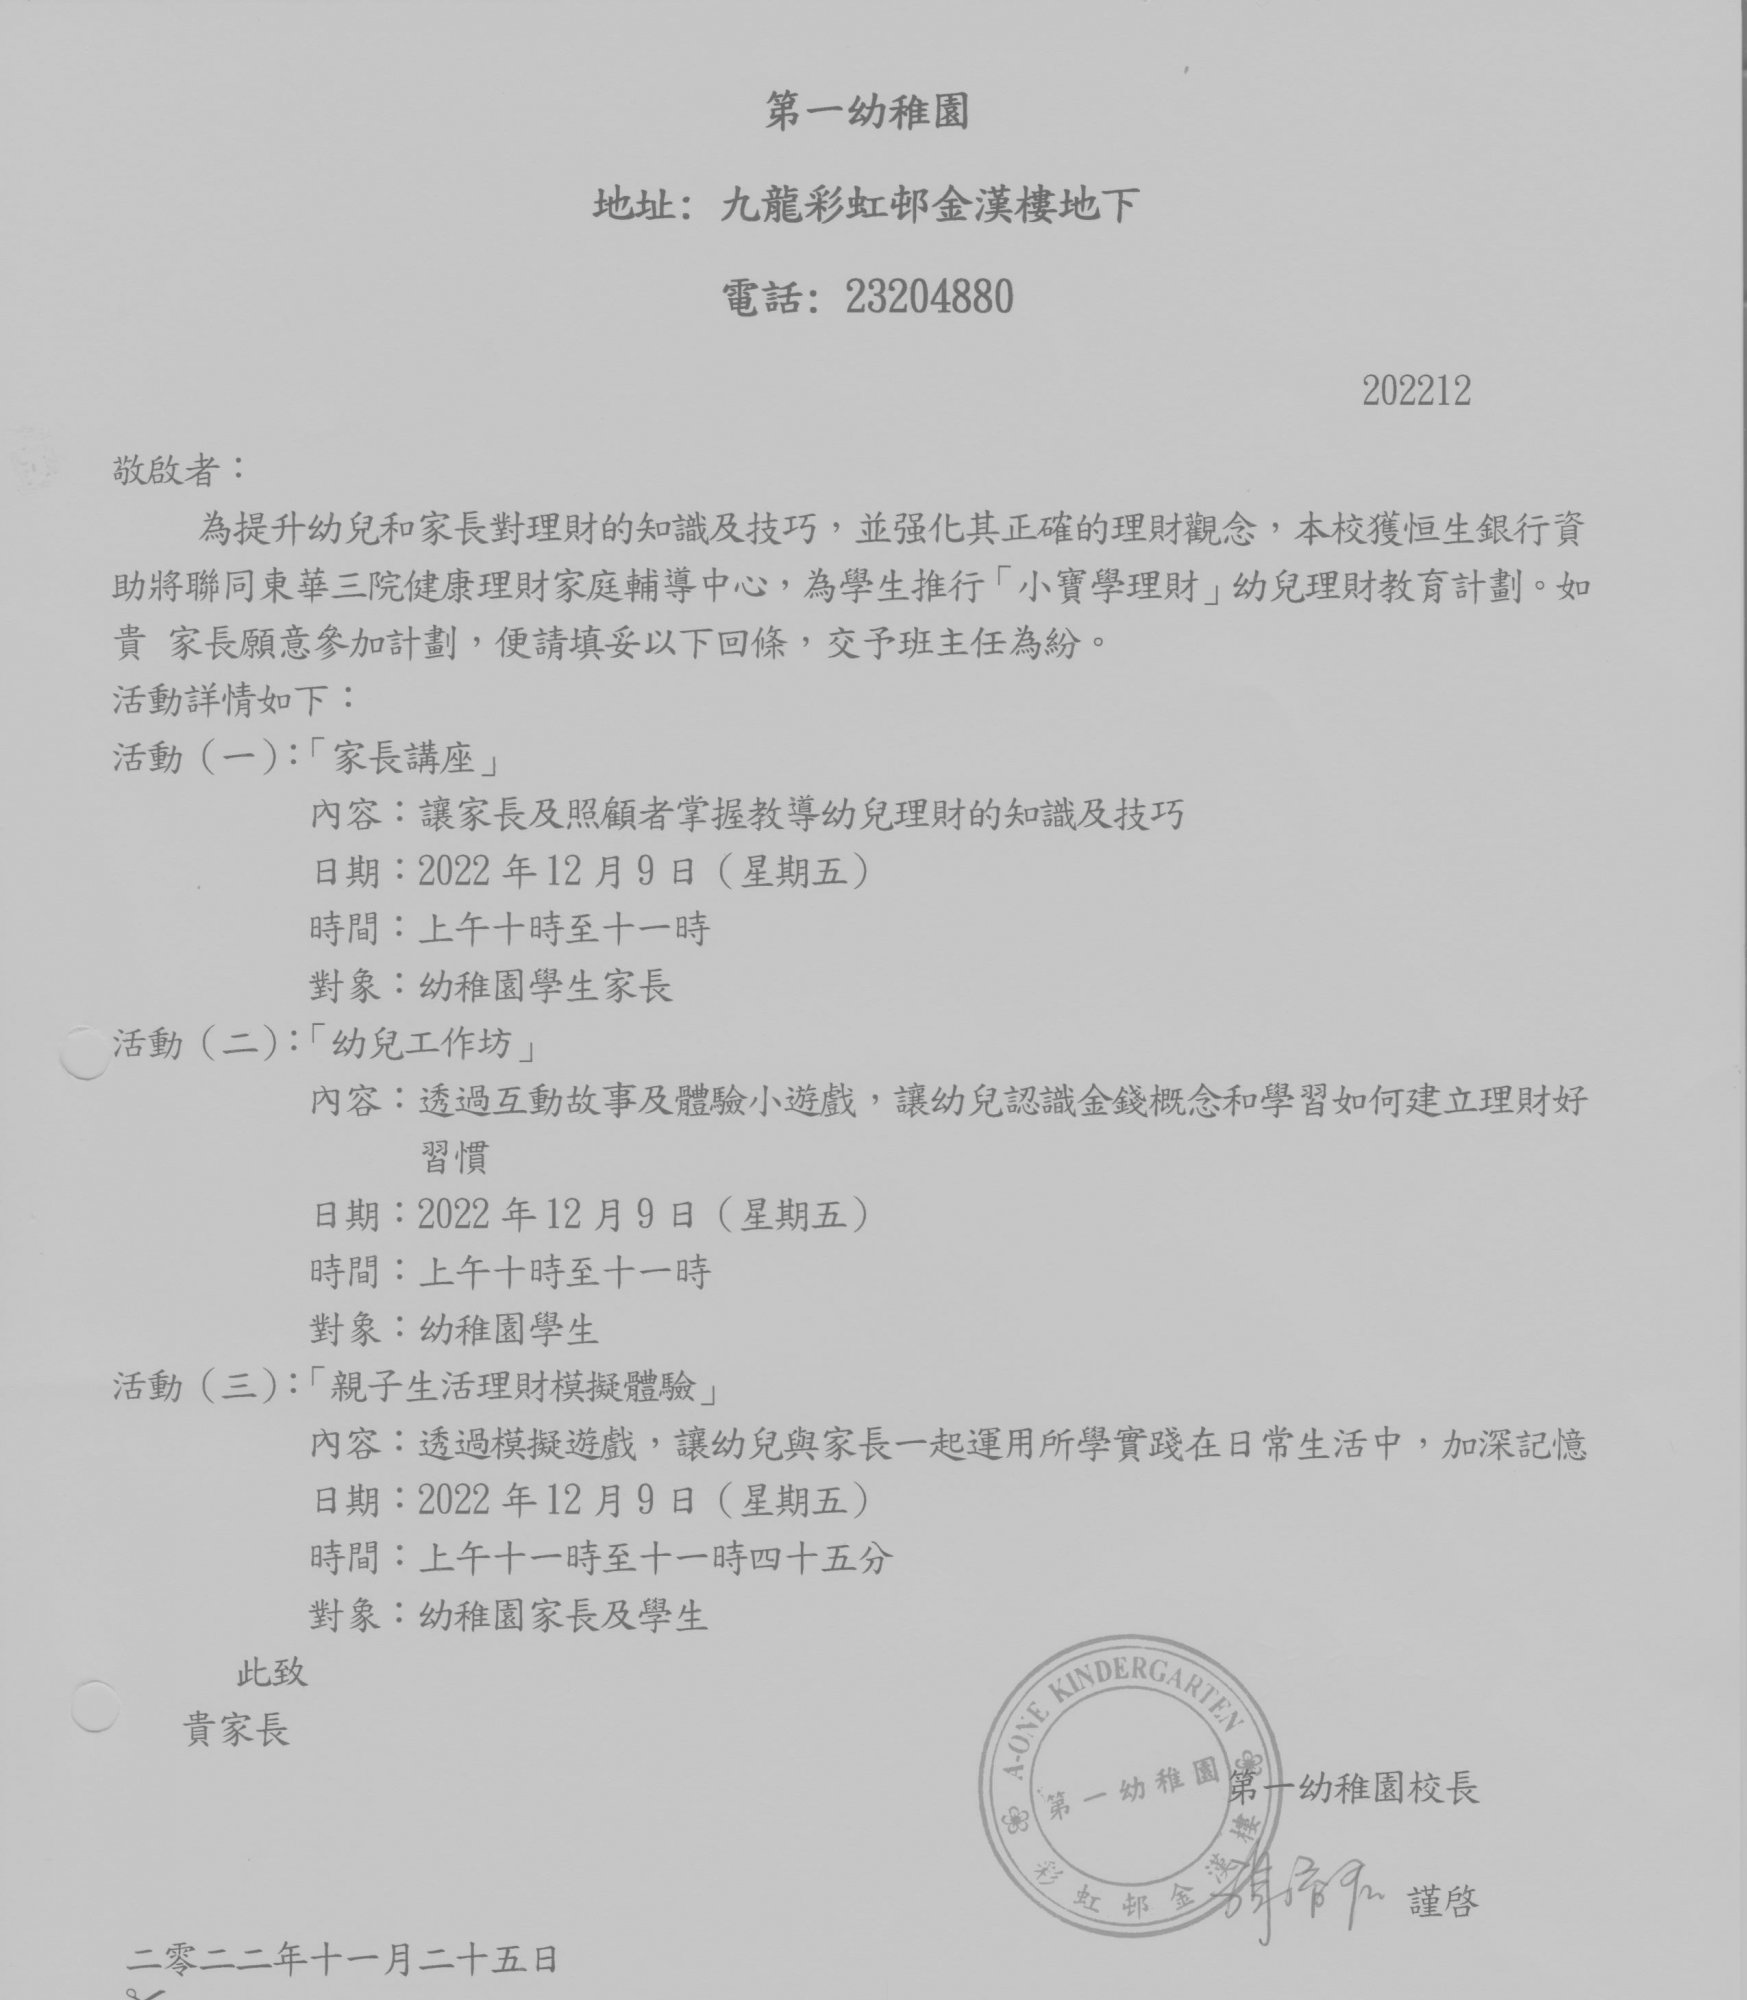 第一幼稚園
地址：九龍彩虹邨金漢樓地下
電話：23204880
202212
敬啟者：
為提升幼兒和家長對理財的知識及技巧，並強化其正確的理財觀念，本校獲恒生銀行資
助將聯同東華三院健康理財家庭輔導中心，為學生推行「小寶學理財」幼兒理財教育計劃。如
貴 家長願意參加計劃，便請填妥以下回條，交予班主任為紛。
活動詳情如下：
活動（一）：「家長講座」
內容：讓家長及照顧者掌握教導幼兒理財的知識及技巧
日期：2022 年 12 月 9 日（星期五）
時間：上午十時至十一時
對象：幼稚園學生家長
活動（二）：「幼兒工作坊」
內容：透過互動故事及體驗小遊戲，讓幼兒認識金錢概念和學習如何建立理財好
習慣
日期：2022 年 12 月 9 日（星期五）
時間：上午十時至十一時
對象：幼稚園學生
活動（三）：「親子生活理財模擬體驗」
內容：透過模擬遊戲，讓幼兒與家長一起運用所學實踐在日常生活中，加深記憶
日期：2022 年 12 月 9 日（星期五）
時間：上午十一時至十一時四十五分
對象：幼稚園家長及學生
此致
貴家長
A-ONE KINDERGARTEN
第一幼稚園
彩虹邨金漢樓
第一幼稚園校長
謹啓
二零二二年十一月二十五日